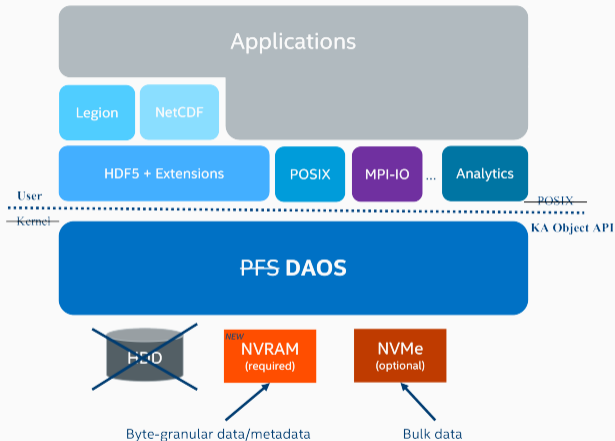 Applications
Legion
NetCDF
HDF5 + Extensions
POSIX
MPI-IO
...
Analytics
User
POSIX
Kernel
KA Object API
PFS DAOS
HDD
NEW
NVRAM
(required)
NVMe
(optional)
Byte-granular data/metadata
Bulk data